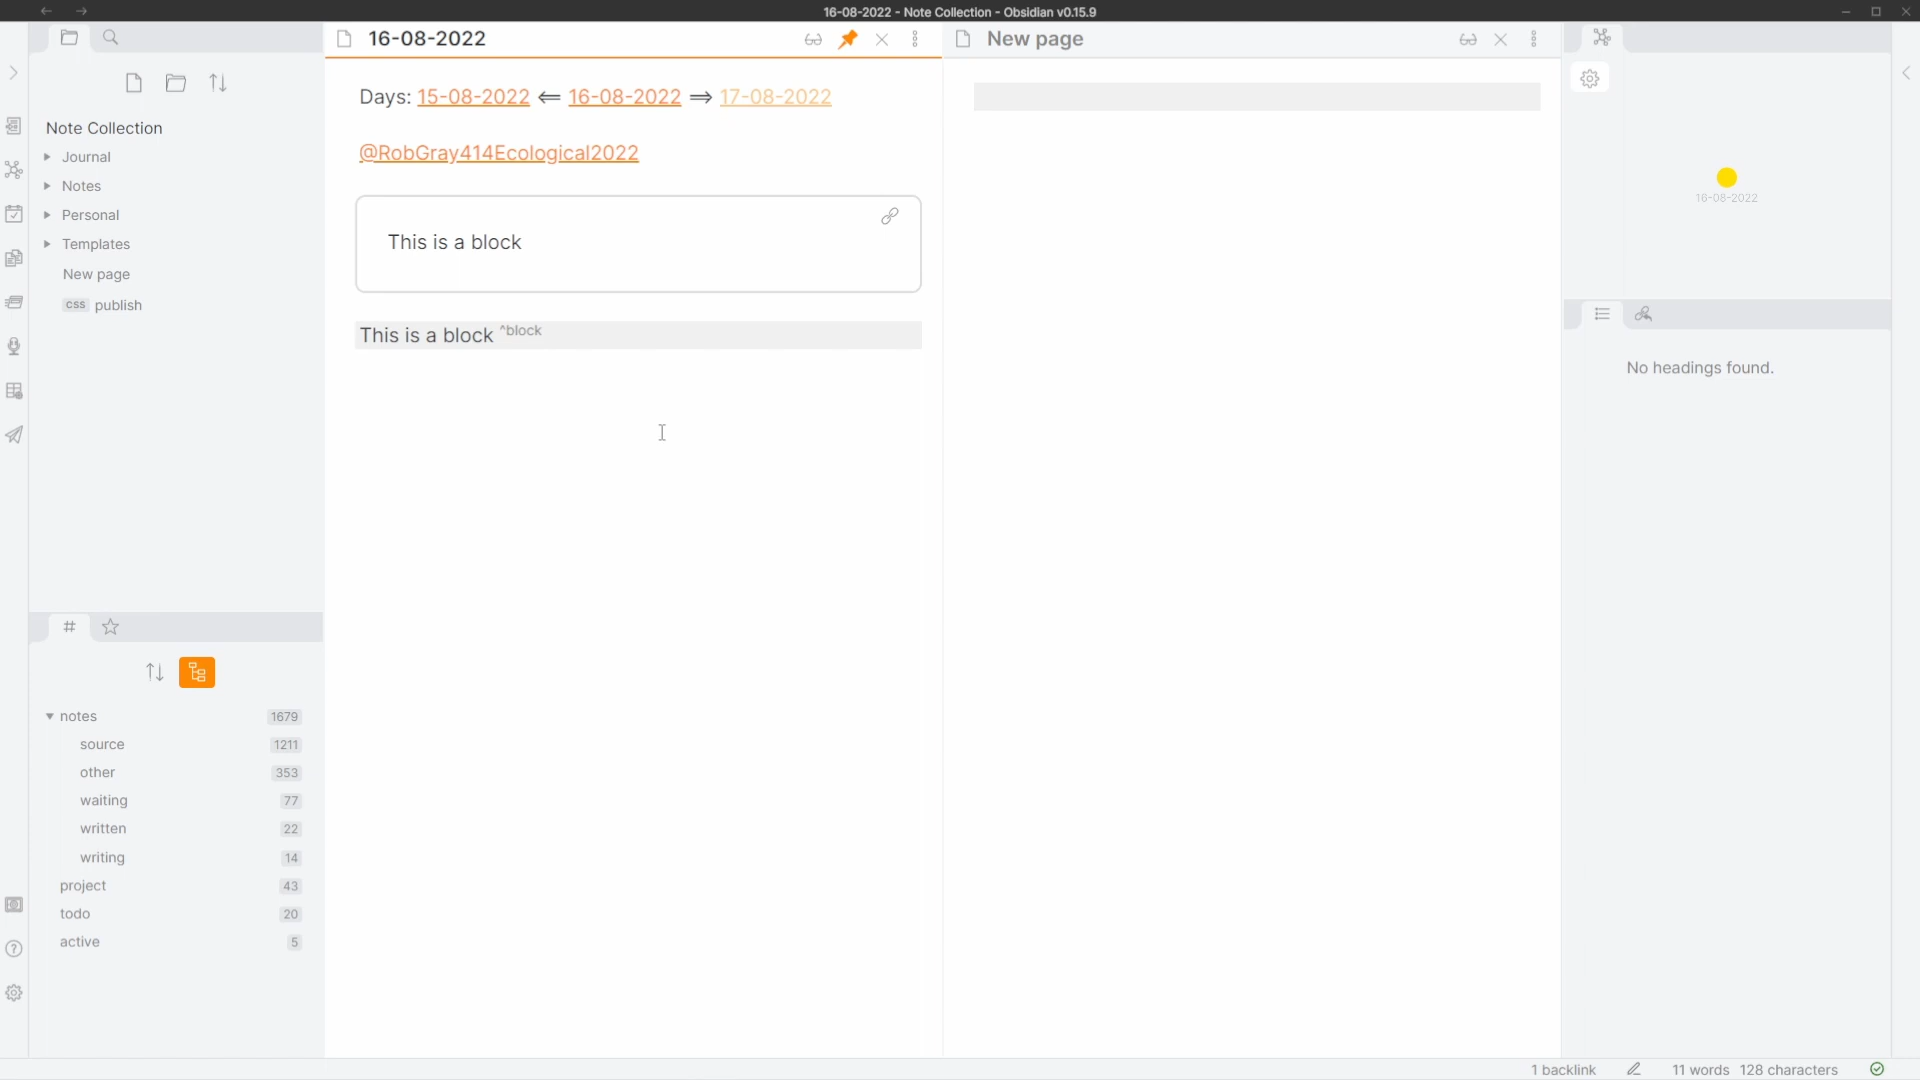 16-08-2022 - Note Collection - Obsidian v0.15.9
Note Collection
Journal
Notes
Personal
Templates
New page
css publish
notes 1679
source 1211
other 353
waiting 77
written 22
writing 14
project 43
todo 20
active 5
16-08-2022
Days: 15-08-2022 ⟸ 16-08-2022 ⟹ 17-08-2022
@RobGray414Ecological2022
This is a block
This is a block ^block
New page
16-08-2022
No headings found.
1 backlink 11 words 128 characters